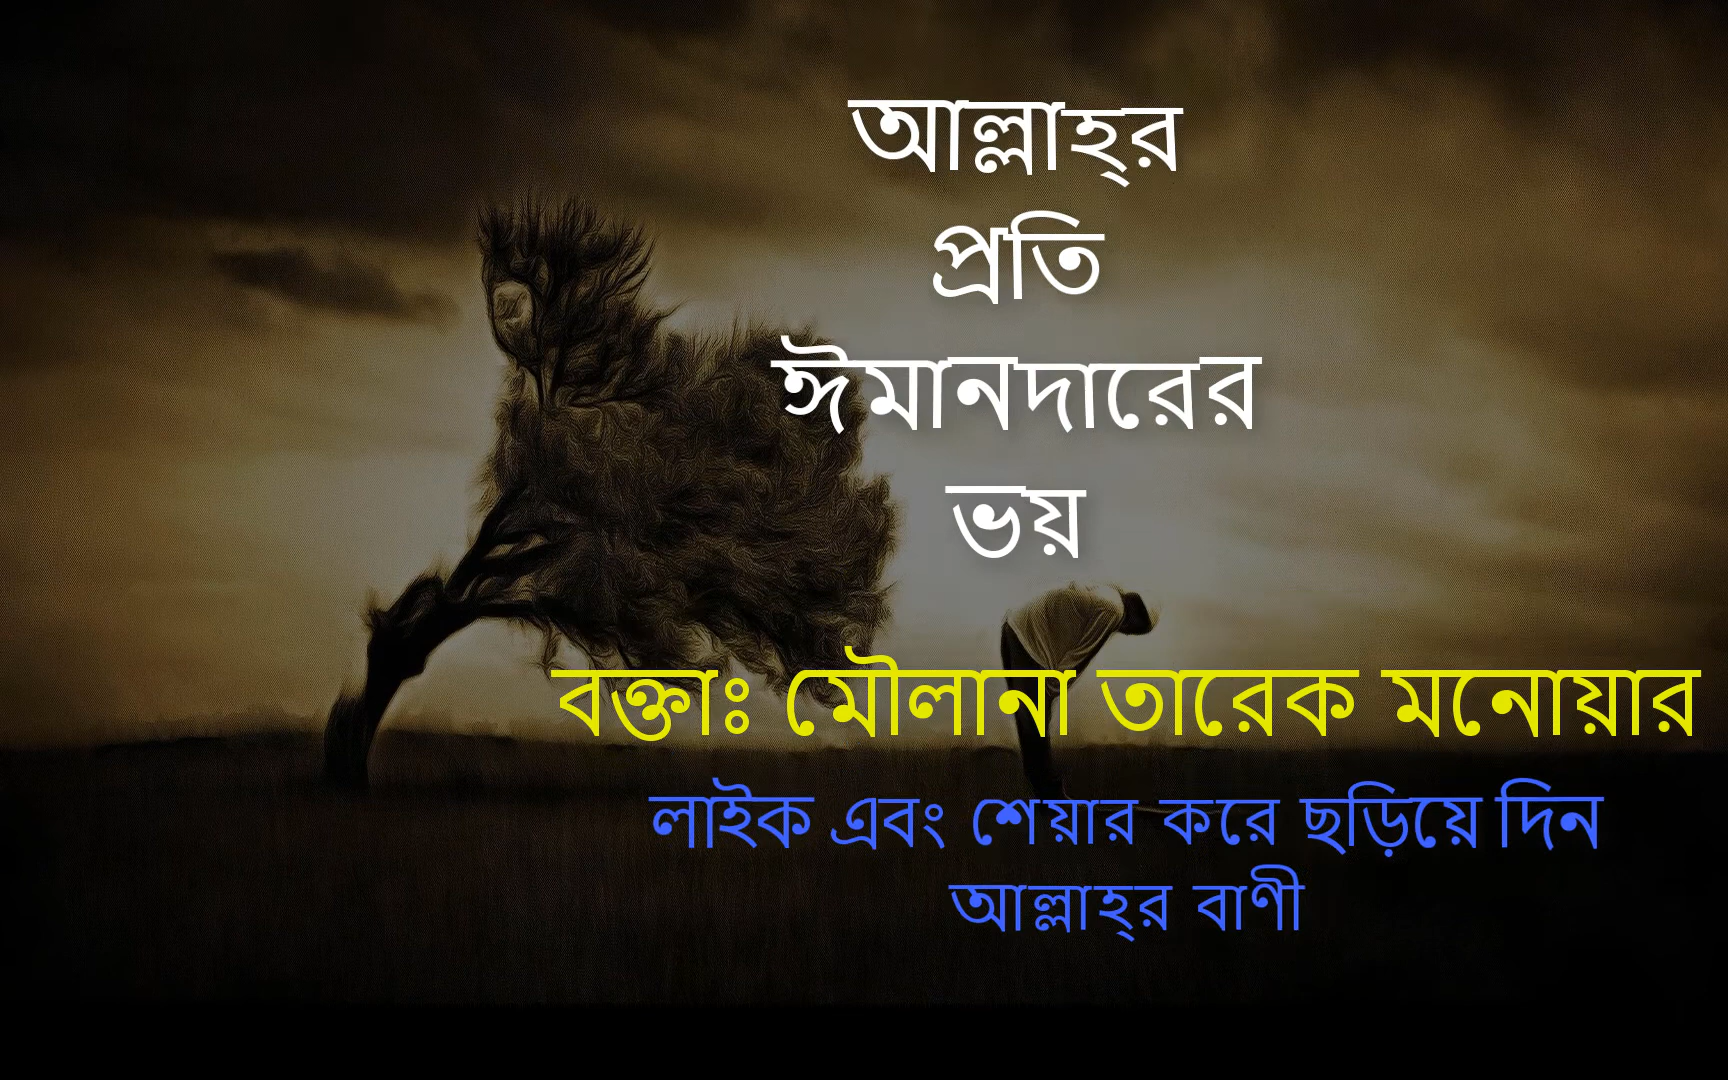 আল্লাহ্‌র
প্রতি
ঈমানদারের
ভয়
বক্তাঃ মৌলানা তারেক মনোয়ার
লাইক এবং শেয়ার করে ছড়িয়ে দিন
আল্লাহ্‌র বাণী